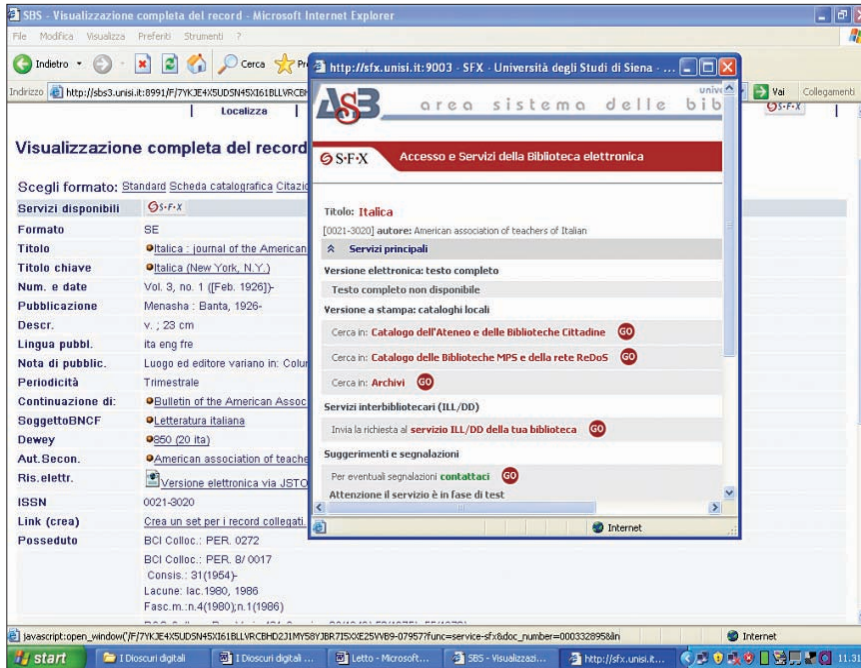 SBS - Visualizzazione completa del record - Microsoft Internet Explorer
File Modifica Visualizza Preferiti Strumenti ?
Indietro Cerca
Indirizzo http://sbs3.unisi.it:8991/F/ Vai Collegamenti
Localizza
S·F·X
Visualizzazione completa del record
Scegli formato: Standard Scheda catalografica
Servizi disponibili S·F·X
Formato SE
Titolo Italica : journal of the American
Titolo chiave Italica (New York, N.Y.)
Num. e date Vol. 3, no. 1 ([Feb. 1926])-
Pubblicazione Menasha : Banta, 1926-
Descr. v. ; 23 cm
Lingua pubbl. ita eng fre
Nota di pubblic. Luogo ed editore variano in:
Periodicità Trimestrale
Continuazione di: Bulletin of the American
SoggettoBNCF Letteratura italiana
Dewey 850 (20 ita)
Aut.Secon. American association of
Ris.elettr. Versione elettronica via
ISSN 0021-3020
Link (crea) Crea un set per i record collegati.
Posseduto BCI Colloc.: PER. 0272
BCI Colloc.: PER. B/ 0017
Consis.: 31(1954)-
Lacune: lac.1980, 1986
Fasc.m.:n.4(1980);n.1(1986)
http://sfx.unisi.it:9003 - SFX - Università degli Studi di Siena - ...
ASB area sistema delle bib
S·F·X Accesso e Servizi della Biblioteca elettronica
Titolo: Italica
[0021-3020] autore: American association of teachers of Italian
Servizi principali
Versione elettronica: testo completo
Testo completo non disponibile
Versione a stampa: cataloghi locali
Cerca in: Catalogo dell'Ateneo e delle Biblioteche Cittadine GO
Cerca in: Catalogo delle Biblioteche MPS e della rete ReDoS GO
Cerca in: Archivi GO
Servizi interbibliotecari (ILL/DD)
Invia la richiesta al servizio ILL/DD della tua biblioteca GO
Suggerimenti e segnalazioni
Per eventuali segnalazioni contattaci GO
Attenzione il servizio è in fase di test
Internet
Internet
start I Dioscuri digitali I Dioscuri digitali ... Letto - Microsoft... SBS - Visualizzazi... http://sfx.unisi.it... 11.3